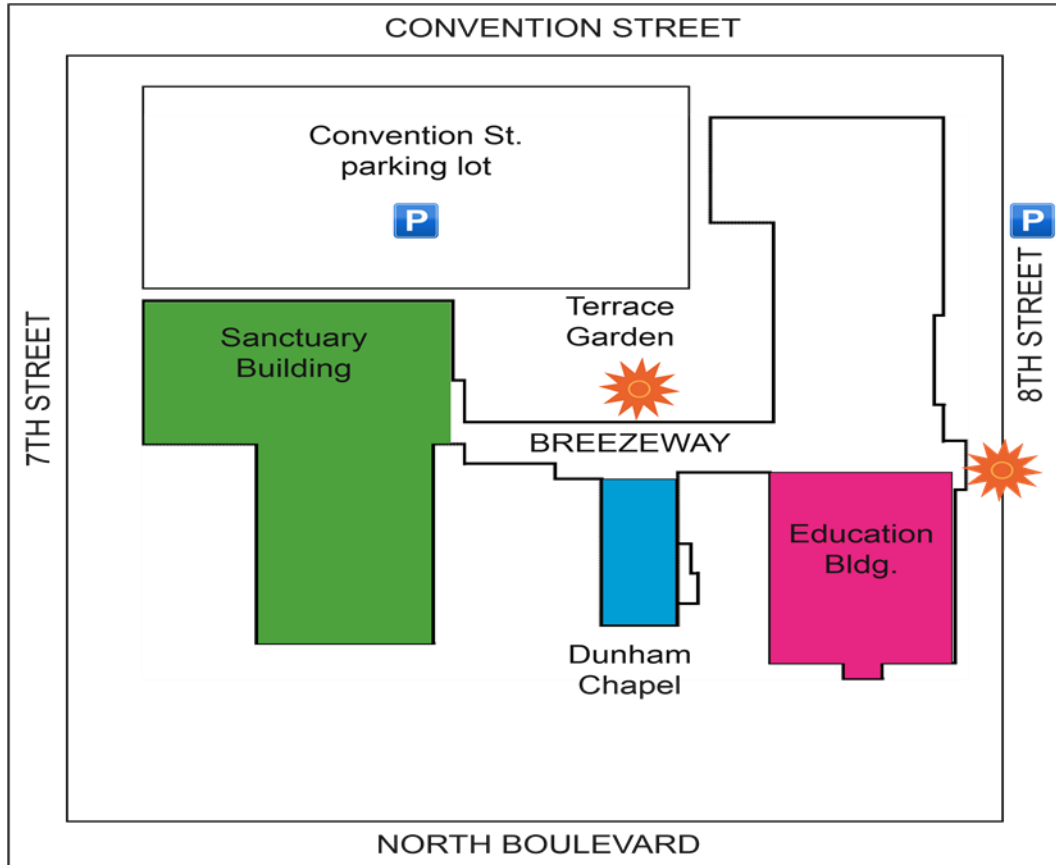 CONVENTION STREET
Convention St.
parking lot
P
P
Terrace
Garden
Sanctuary
Building
7TH STREET
8TH STREET
BREEZEWAY
Education
Bldg.
Dunham
Chapel
NORTH BOULEVARD